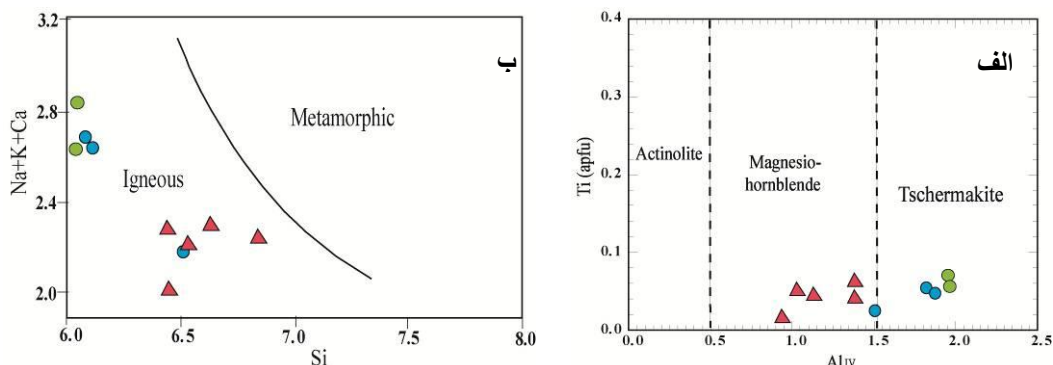 ب
3.2
2.8
2.4
2.0
Na+K+Ca
Metamorphic
Igneous
6.0 6.5 7.0 7.5 8.0
Si
الف
0.4
0.3
0.2
0.1
0.0
Ti (apfu)
Actinolite
Magnesio-
hornblende
Tschermakite
0.0 0.5 1.0 1.5 2.0 2.5
AlIV